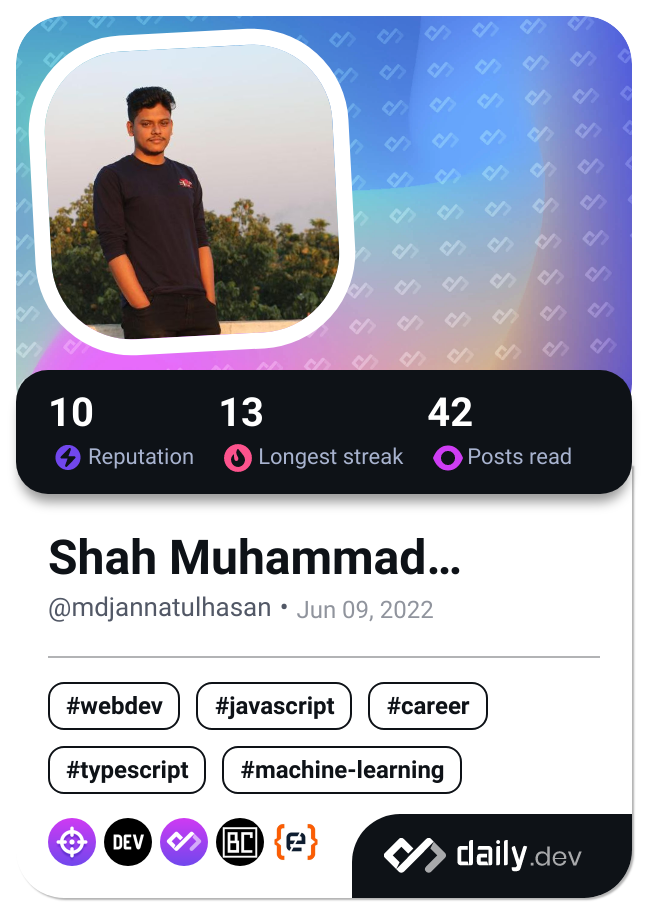 10 13 42
Reputation Longest streak Posts read
Shah Muhammad...
@mdjannatulhasan • Jun 09, 2022
#webdev #javascript #career
#typescript #machine-learning
DEV BC
daily.dev